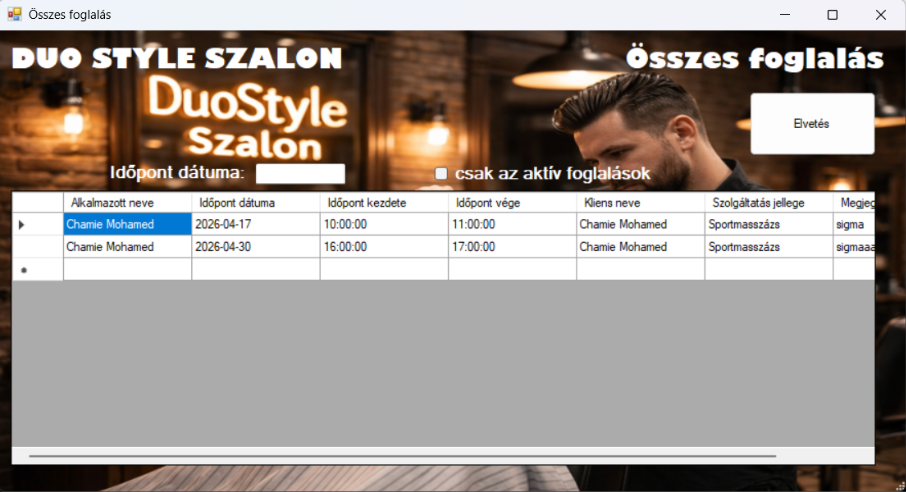 Összes foglalás
DUO STYLE SZALON
Összes foglalás
DuoStyle
Szalon
Elvetés
Időpont dátuma:
csak az aktív foglalások
Alkalmazott neve Időpont dátuma Időpont kezdete Időpont vége Kliens neve Szolgáltatás jellege Megjeg
Chamie Mohamed 2026-04-17 10:00:00 11:00:00 Chamie Mohamed Sportmasszázs sigma
Chamie Mohamed 2026-04-30 16:00:00 17:00:00 Chamie Mohamed Sportmasszázs sigmaaa